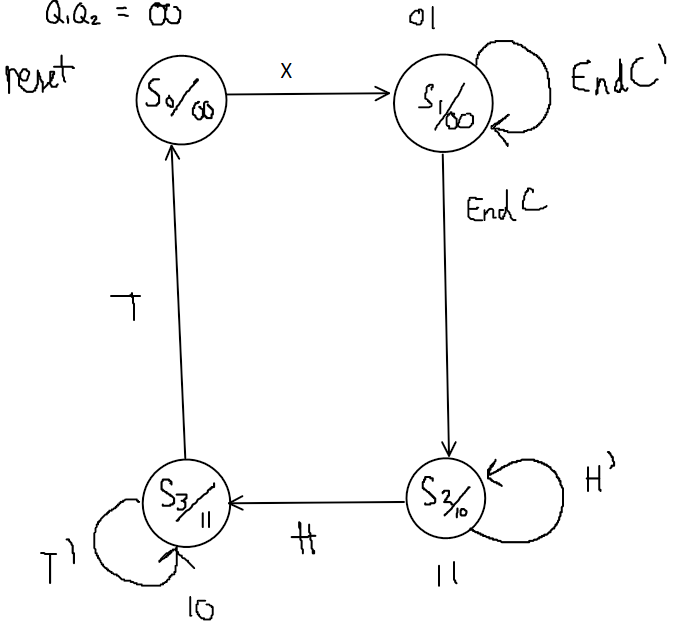 Q₁Q₂ = 00
01
reset
S₀/00
x
S₁/00
EndC'
EndC
T
S₃/11
H
S₂/10
H'
T'
10
11